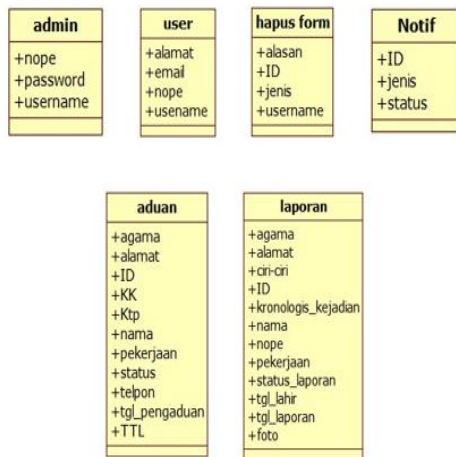 admin
+nope
+password
+username
user
+alamat
+email
+nope
+usename
hapus form
+alasan
+ID
+jenis
+username
Notif
+ID
+jenis
+status
aduan
+agama
+alamat
+ID
+KK
+Ktp
+nama
+pekerjaan
+status
+telpon
+tgl_pengaduan
+TTL
laporan
+agama
+alamat
+ciri-ciri
+ID
+kronologis_kejadian
+nama
+nope
+pekerjaan
+status_laporan
+tgl_lahir
+tgl_laporan
+foto